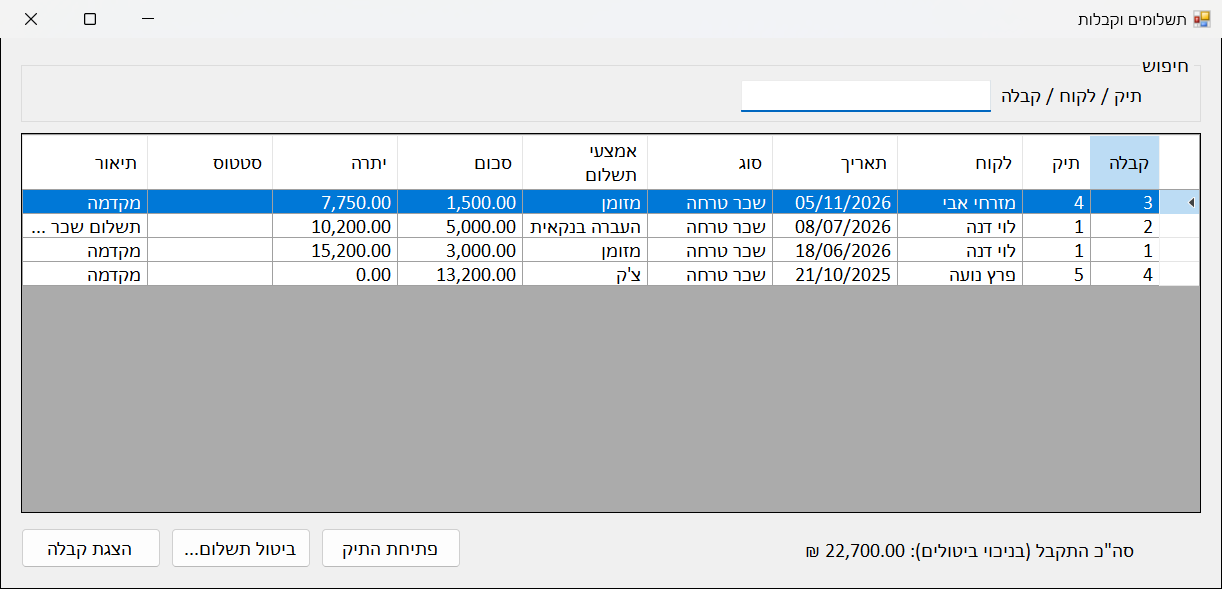 תשלומים וקבלות
חיפוש
תיק / לקוח / קבלה
קבלה תיק לקוח תאריך סוג אמצעי תשלום סכום יתרה סטטוס תיאור
3 4 מזרחי אבי 05/11/2026 שכר טרחה מזומן 1,500.00 7,750.00 מקדמה
2 1 לוי דנה 08/07/2026 שכר טרחה העברה בנקאית 5,000.00 10,200.00 תשלום שכר ...
1 1 לוי דנה 18/06/2026 שכר טרחה מזומן 3,000.00 15,200.00 מקדמה
4 5 פרץ נועה 21/10/2025 שכר טרחה צ'ק 13,200.00 0.00 מקדמה
סה"כ התקבל (בניכוי ביטולים): 22,700.00 ₪
פתיחת התיק
ביטול תשלום...
הצגת קבלה